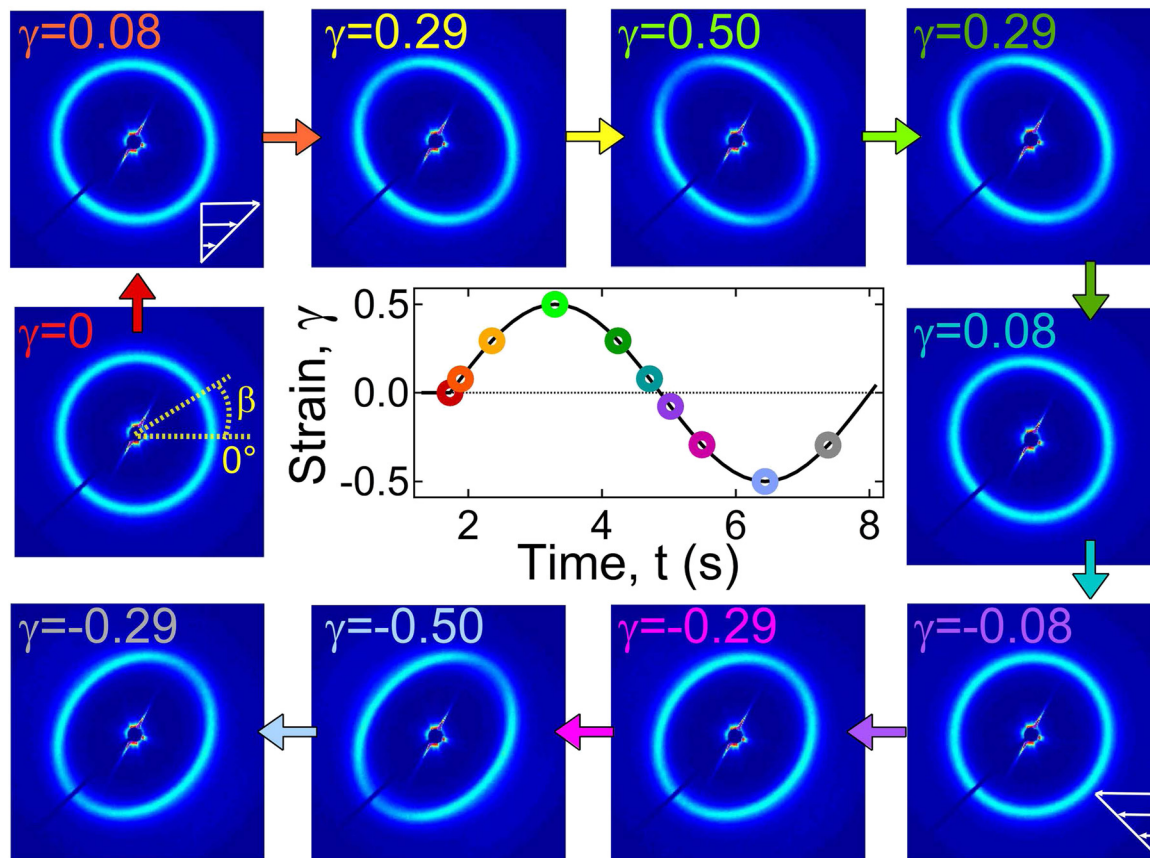 γ=0.08
γ=0.29
γ=0.50
γ=0.29
γ=0
β
0°
Strain, γ
0.5
0.0
-0.5
2
4
6
8
Time, t (s)
γ=0.08
γ=-0.29
γ=-0.50
γ=-0.29
γ=-0.08